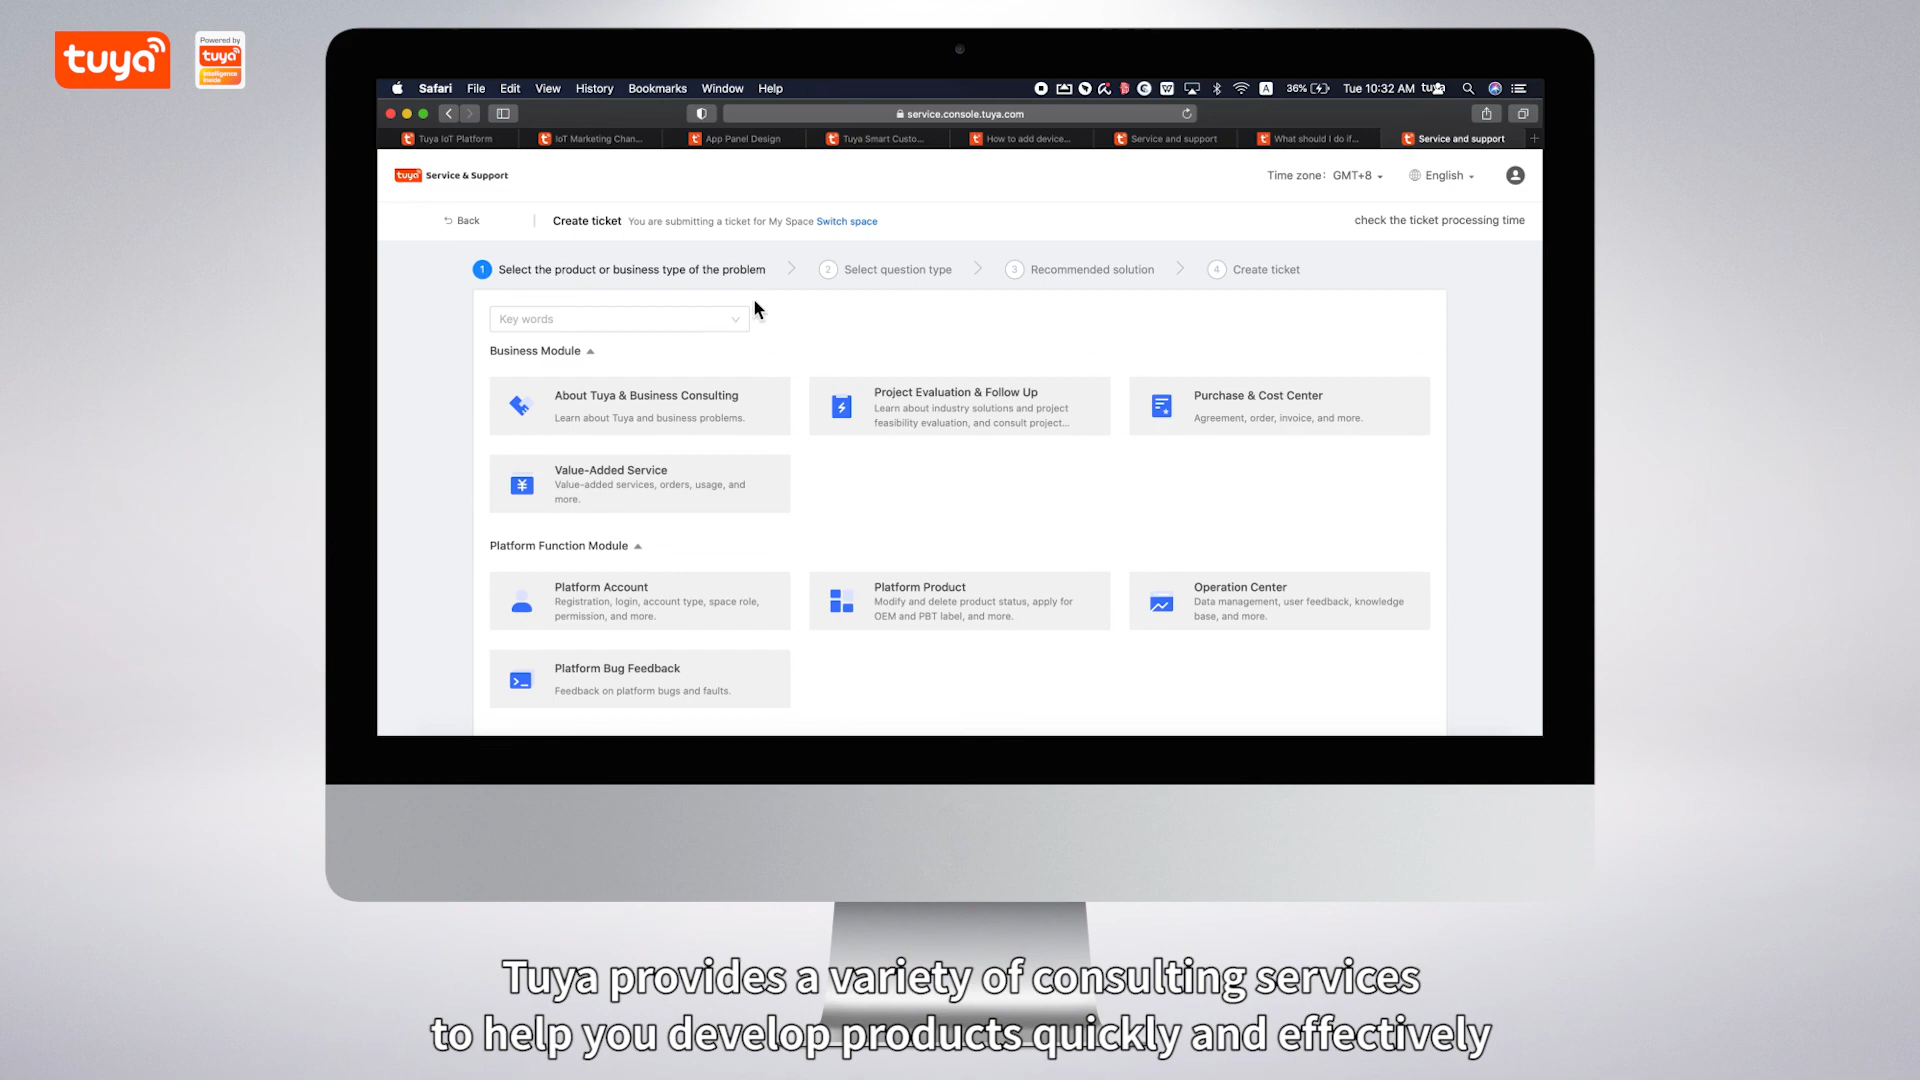 tuya
Powered by
tuya
intelligence
inside
Safari File Edit View History Bookmarks Window Help
36% Tue 10:32 AM tuya
service.console.tuya.com
Tuya IoT Platform
IoT Marketing Chan...
App Panel Design
Tuya Smart Custo...
How to add device...
Service and support
What should I do if...
Service and support
tuya Service & Support
Time zone: GMT+8
English
Back
Create ticket You are submitting a ticket for My Space Switch space
check the ticket processing time
1 Select the product or business type of the problem
2 Select question type
3 Recommended solution
4 Create ticket
Key words
Business Module
About Tuya & Business Consulting
Learn about Tuya and business problems.
Project Evaluation & Follow Up
Learn about industry solutions and project
feasibility evaluation, and consult project...
Purchase & Cost Center
Agreement, order, invoice, and more.
Value-Added Service
Value-added services, orders, usage, and
more.
Platform Function Module
Platform Account
Registration, login, account type, space role,
permission, and more.
Platform Product
Modify and delete product status, apply for
OEM and PBT label, and more.
Operation Center
Data management, user feedback, knowledge
base, and more.
Platform Bug Feedback
Feedback on platform bugs and faults.
Tuya provides a variety of consulting services
to help you develop products quickly and effectively